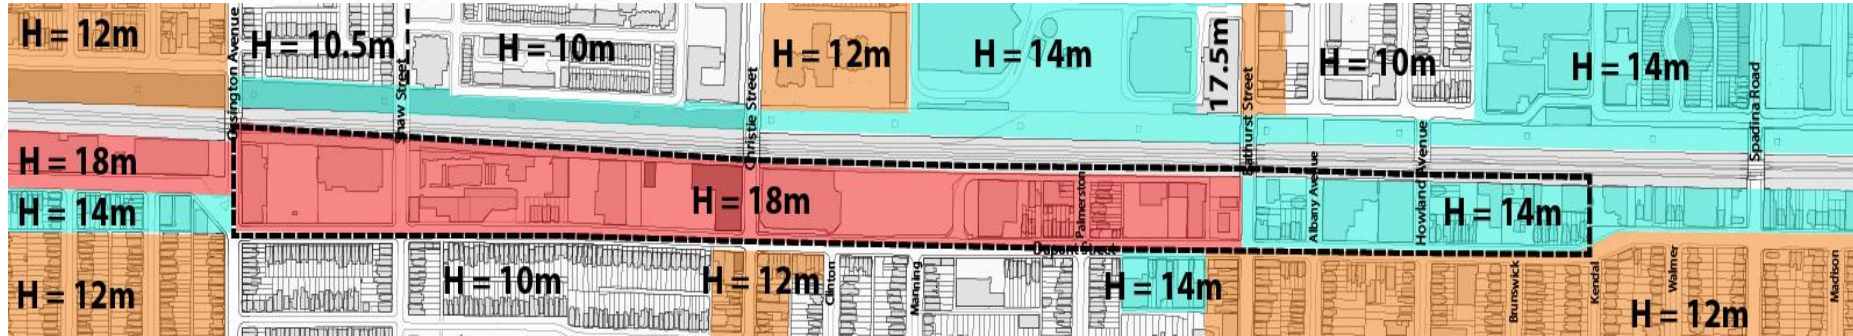 H = 12m
Ossington Avenue
H = 10.5m
Shaw Street
H = 10m
Christie Street
H = 12m
H = 14m
17.5m
Bathurst Street
H = 10m
H = 14m
Spadina Road
H = 18m
H = 14m
H = 18m
Palmerston
Albany Avenue
Howland Avenue
H = 14m
Dupont Street
H = 12m
H = 10m
H = 12m
Clinton
Manning
H = 14m
Brunswick
Kendal
Walmer
H = 12m
Madison